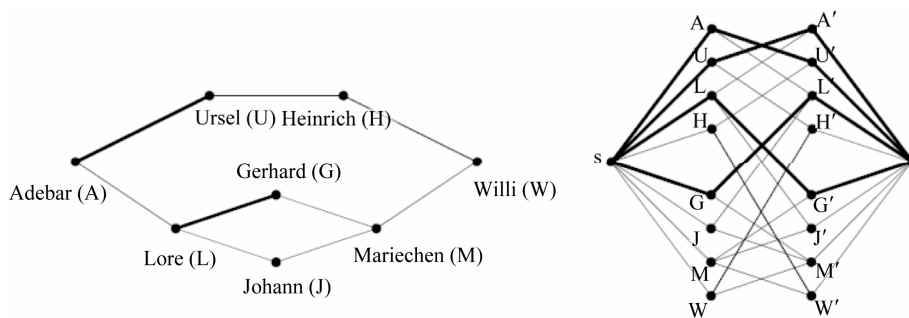 Ursel (U) Heinrich (H)
Gerhard (G)
Adebar (A)
Willi (W)
Lore (L)
Mariechen (M)
Johann (J)
A A′
U U′
L L′
H H′
s
G G′
J J′
M M′
W W′